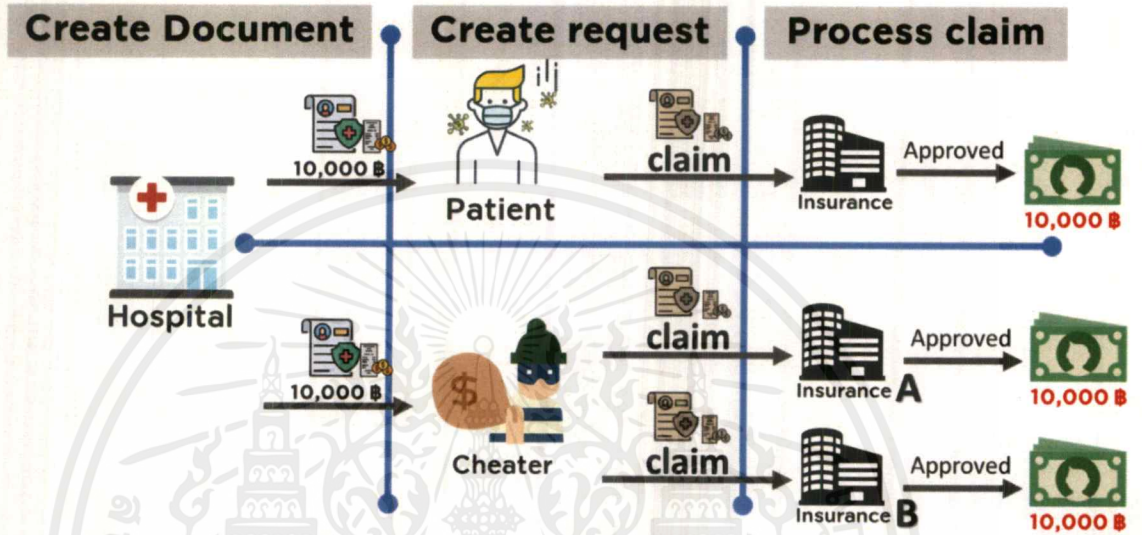 Create Document
Create request
Process claim
10,000 ฿
Patient
claim
Insurance
Approved
10,000 ฿
Hospital
10,000 ฿
$
Cheater
claim
Insurance A
Approved
10,000 ฿
claim
Insurance B
Approved
10,000 ฿